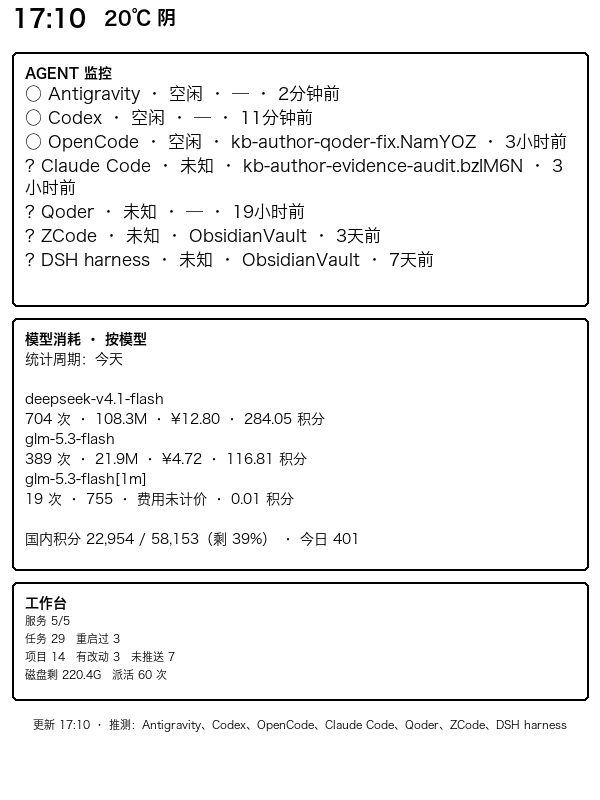 17:10 20°C 阴
AGENT 监控
○ Antigravity · 空闲 · — · 2分钟前
○ Codex · 空闲 · — · 11分钟前
○ OpenCode · 空闲 · kb-author-qoder-fix.NamYOZ · 3小时前
? Claude Code · 未知 · kb-author-evidence-audit.bzlM6N · 3
小时前
? Qoder · 未知 · — · 19小时前
? ZCode · 未知 · ObsidianVault · 3天前
? DSH harness · 未知 · ObsidianVault · 7天前
模型消耗 · 按模型
统计周期：今天
deepseek-v4.1-flash
704 次 · 108.3M · ¥12.80 · 284.05 积分
glm-5.3-flash
389 次 · 21.9M · ¥4.72 · 116.81 积分
glm-5.3-flash[1m]
19 次 · 755 · 费用未计价 · 0.01 积分
国内积分 22,954 / 58,153（剩 39%） · 今日 401
工作台
服务 5/5
任务 29 重启过 3
项目 14 有改动 3 未推送 7
磁盘剩 220.4G 派活 60 次
更新 17:10 · 推测：Antigravity、Codex、OpenCode、Claude Code、Qoder、ZCode、DSH harness